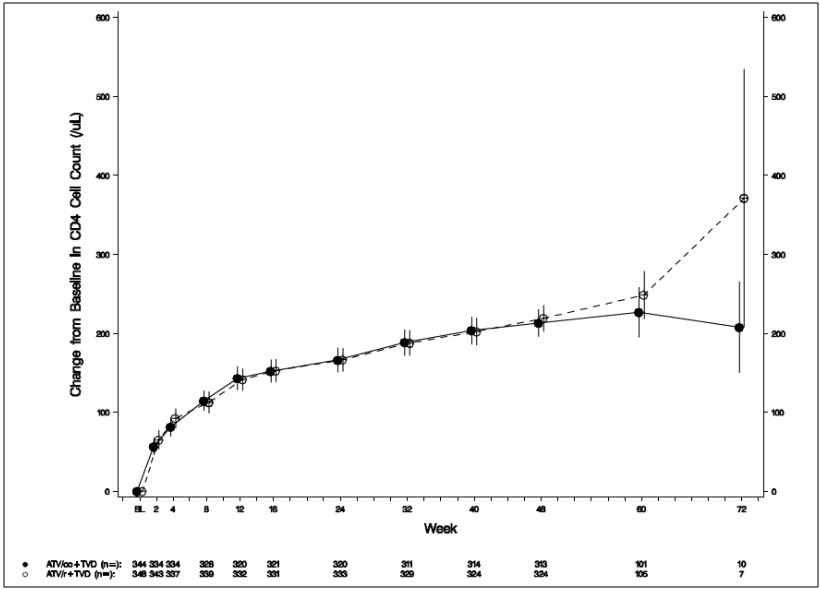 600 600
500 500
400 400
300 300
200 200
100 100
0 0
Change from Baseline in CD4 Cell Count (/uL)
BL 2 4 8 12 16 24 32 40 48 60 72
Week
ATV/co+TVD (n=): 344 334 334 328 320 321 320 311 314 313 101 10
ATV/r+TVD (n=): 348 343 337 339 332 331 333 329 324 324 105 7